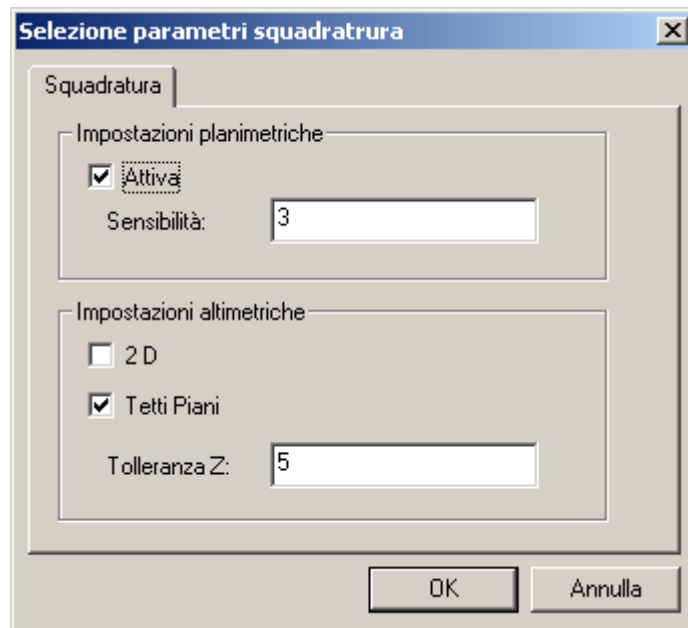 Selezione parametri squadratrura
Squadratura
Impostazioni planimetriche
Attiva
Sensibilità: 3
Impostazioni altimetriche
2 D
Tetti Piani
Tolleranza Z: 5
OK Annulla